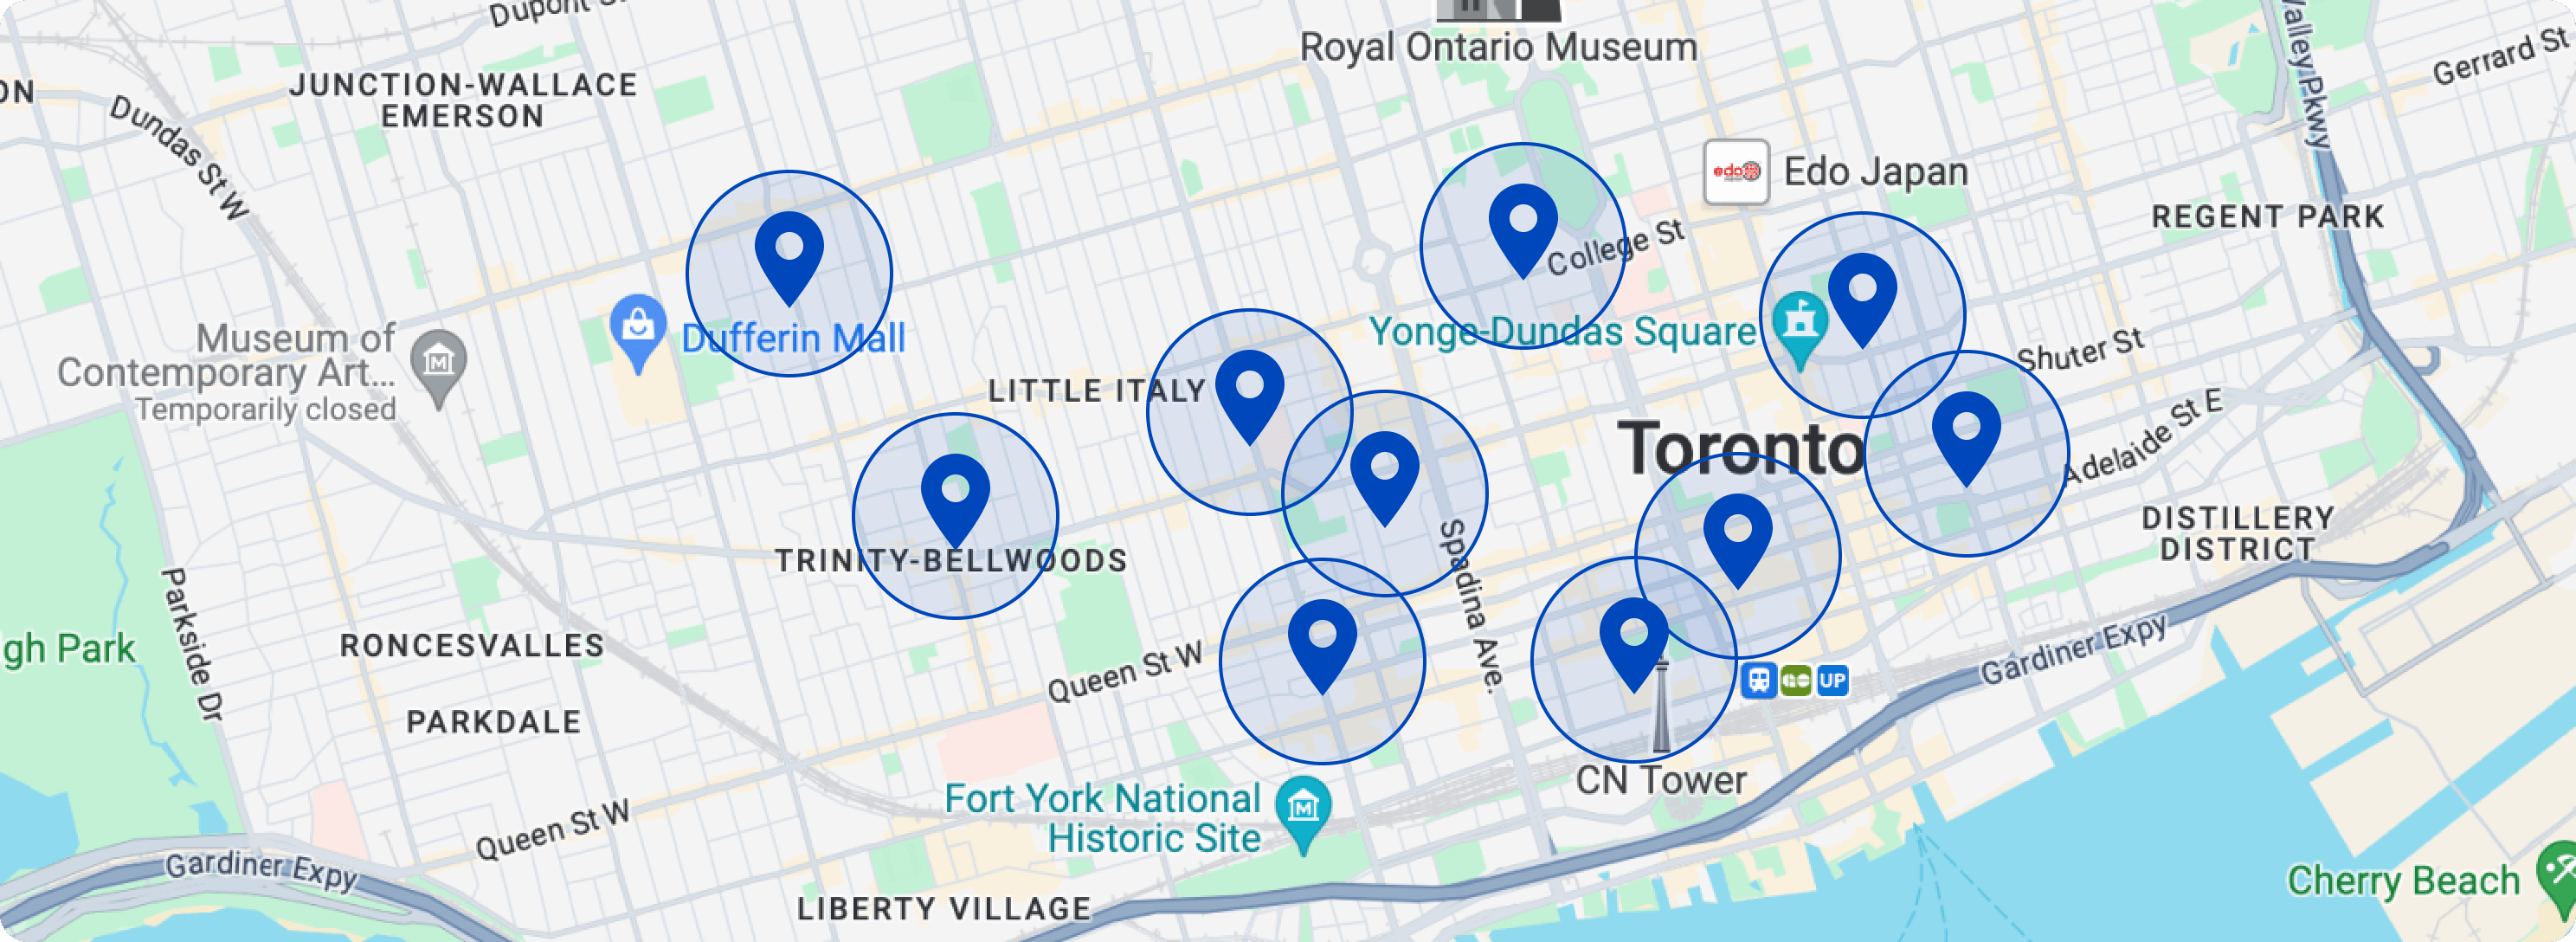 Dupont S
Royal Ontario Museum
Gerrard St
Valley Pkwy
ON
JUNCTION-WALLACE
EMERSON
Dundas St W
edo
Edo Japan
REGENT PARK
College St
Museum of
Contemporary Art...
Temporarily closed
M
Dufferin Mall
Yonge-Dundas Square
Shuter St
LITTLE ITALY
Toronto
Adelaide St E
TRINITY-BELLWOODS
Spadina Ave.
DISTILLERY
DISTRICT
Parkside Dr
gh Park
RONCESVALLES
Queen St W
GO
UP
Gardiner Expy
PARKDALE
CN Tower
Fort York National
Historic Site
M
Queen St W
Gardiner Expy
LIBERTY VILLAGE
Cherry Beach